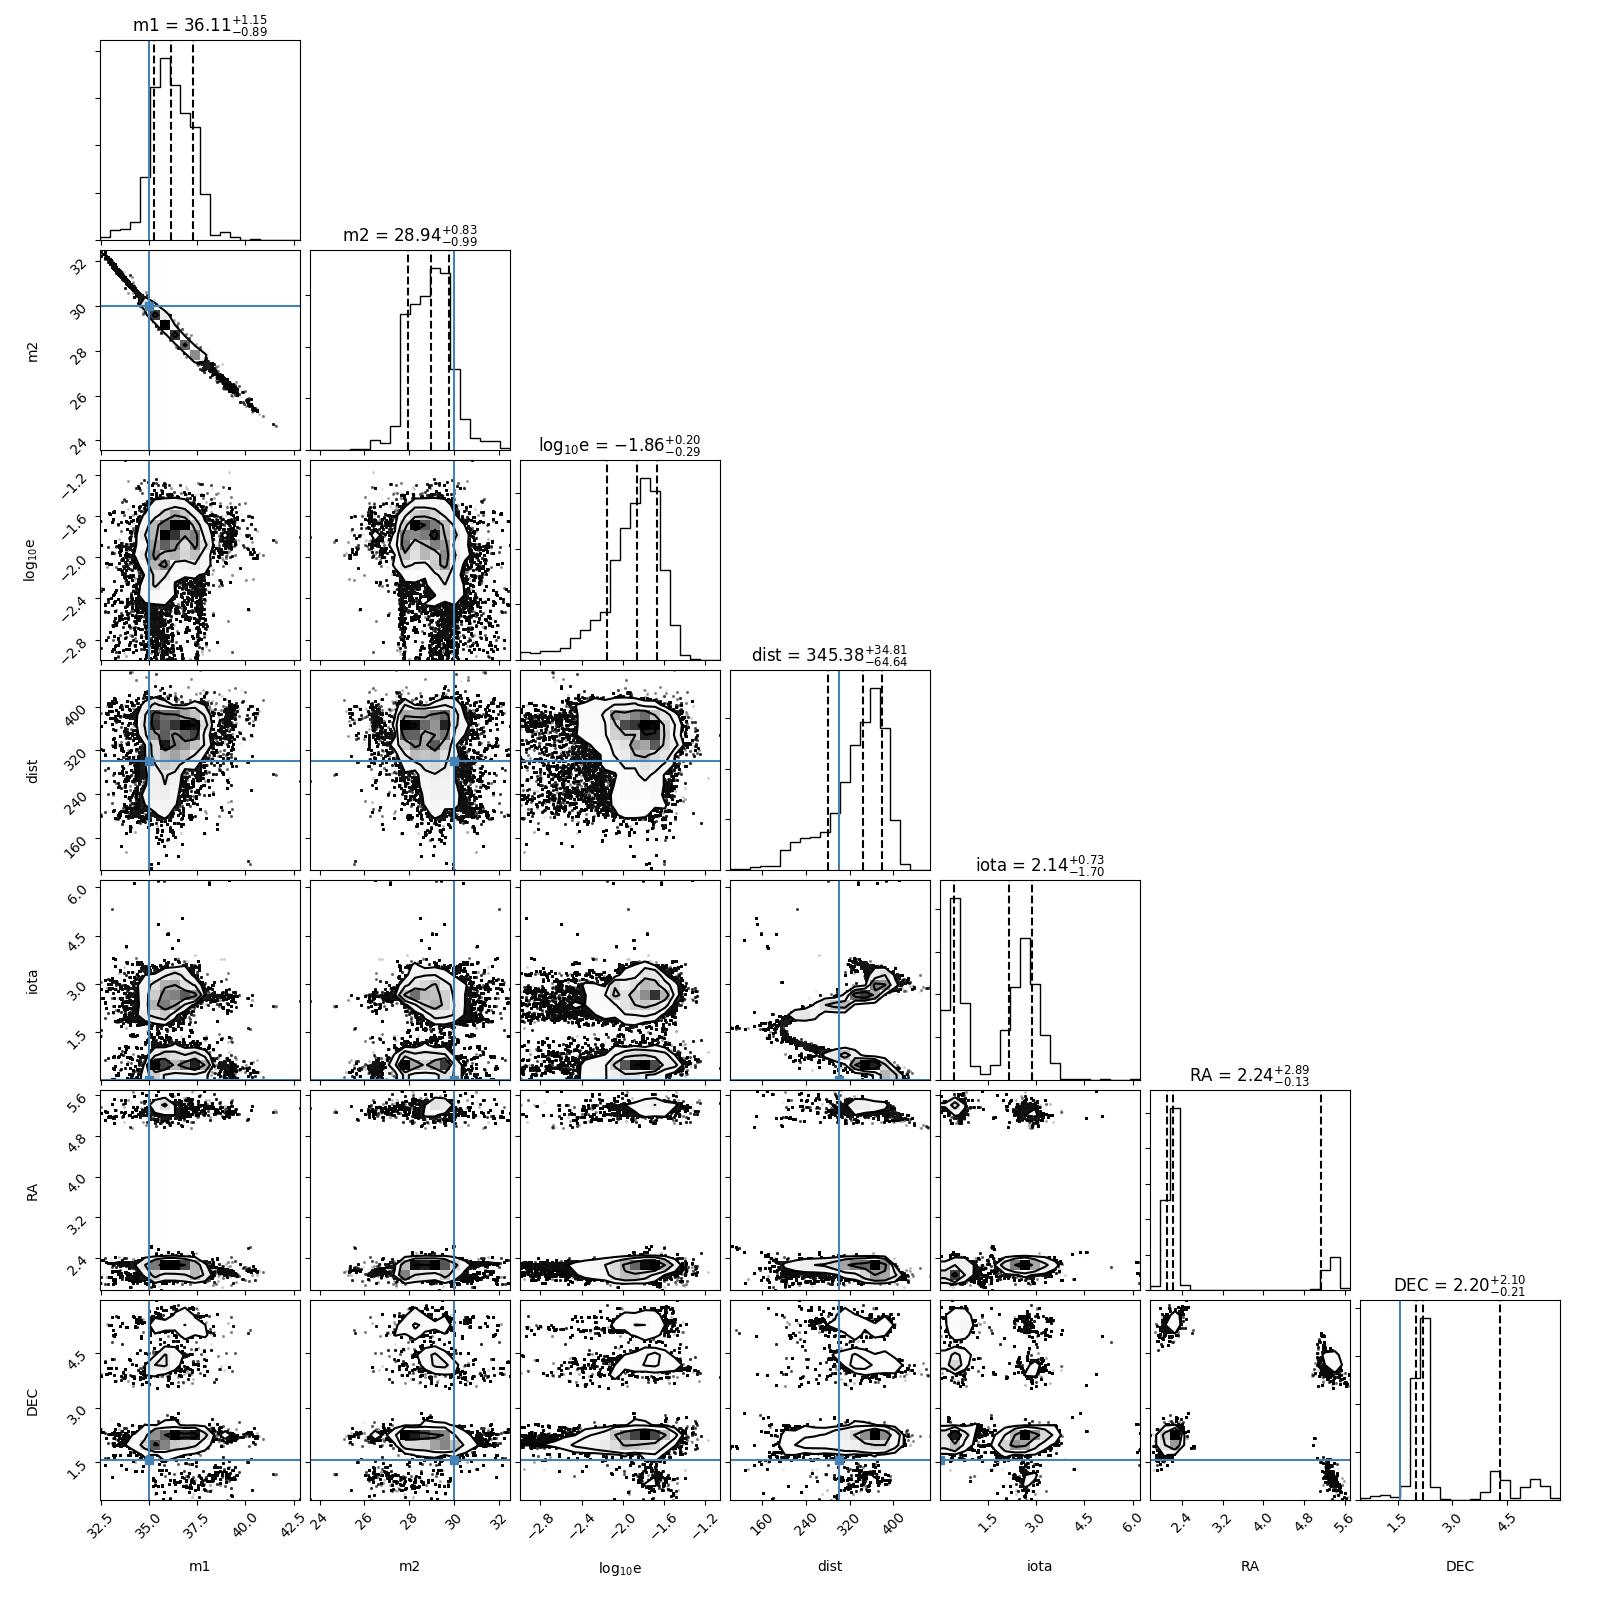 m1 = 36.11+1.15 −0.89
m2 = 28.94+0.83 −0.99
32
30
28
26
24
m2
log10e = −1.86+0.20 −0.29
−1.2
−1.6
−2.0
−2.4
−2.8
log10e
dist = 345.38+34.81 −64.64
400
320
240
160
dist
iota = 2.14+0.73 −1.70
6.0
4.5
3.0
1.5
iota
RA = 2.24+2.89 −0.13
5.6
4.8
4.0
3.2
2.4
RA
DEC = 2.20+2.10 −0.21
4.5
3.0
1.5
DEC
32.5 35.0 37.5 40.0 42.5 24 26 28 30 32 −2.8 −2.4 −2.0 −1.6 −1.2 160 240 320 400 1.5 3.0 4.5 6.0 2.4 3.2 4.0 4.8 5.6 1.5 3.0 4.5
m1 m2 log10e dist iota RA DEC